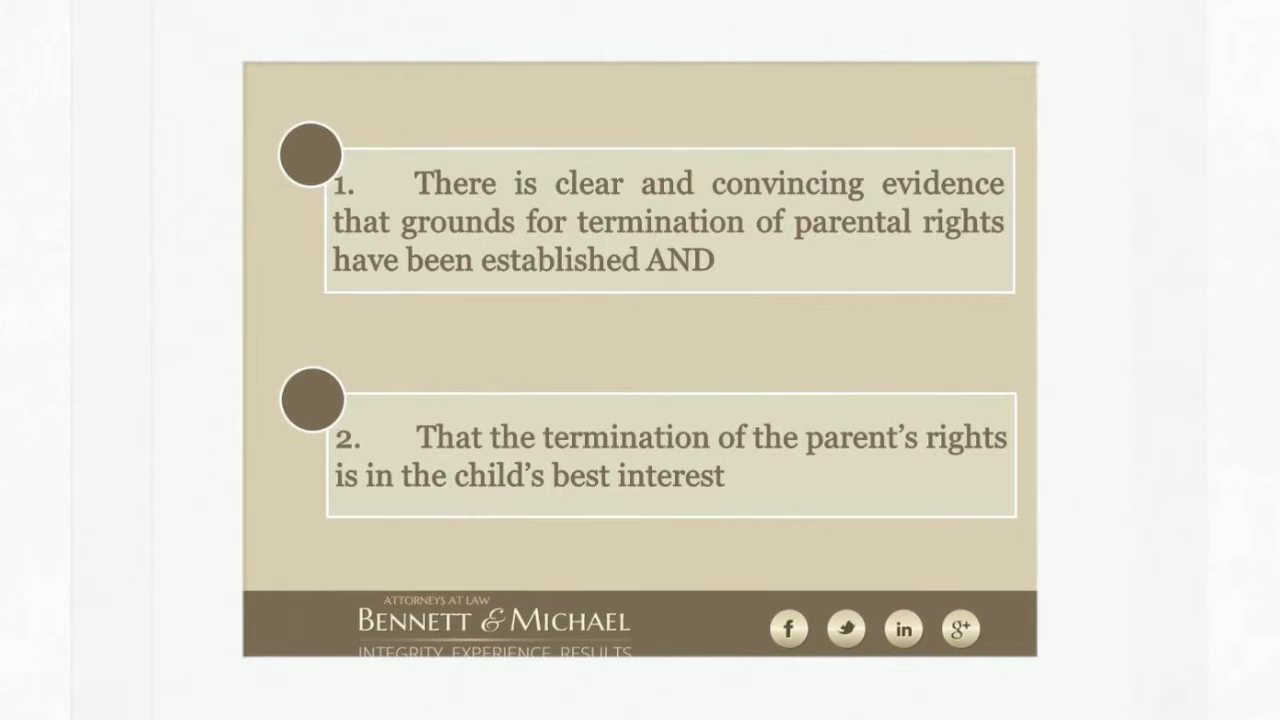 1. There is clear and convincing evidence
that grounds for termination of parental rights
have been established AND
2. That the termination of the parent’s rights
is in the child’s best interest
ATTORNEYS AT LAW
BENNETT & MICHAEL
INTEGRITY EXPERIENCE RESULTS
f
in
g+